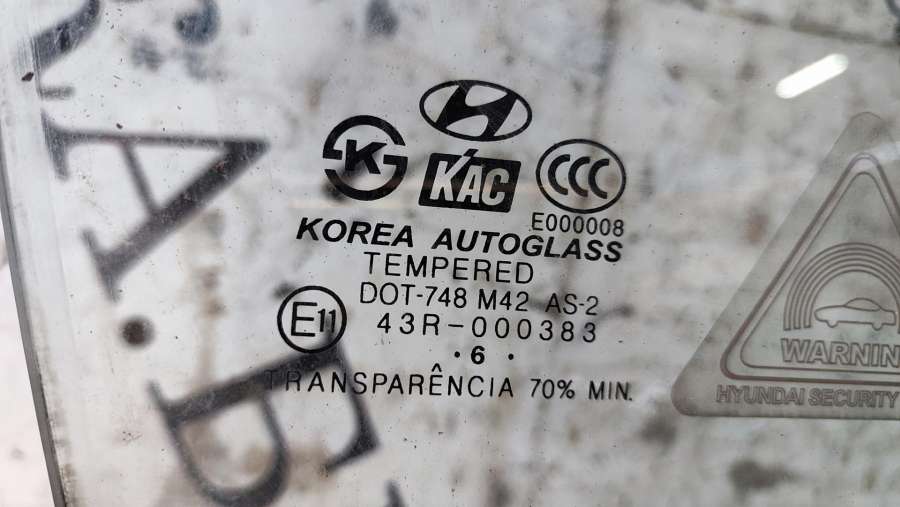 K
KAC
CCC
E000008
KOREA AUTOGLASS
TEMPERED
DOT-748 M42 AS-2
E11
43R-000383
· 6 ·
TRANSPARÊNCIA 70% MIN.
WARNIN
HYUNDAI SECURITY
A.P